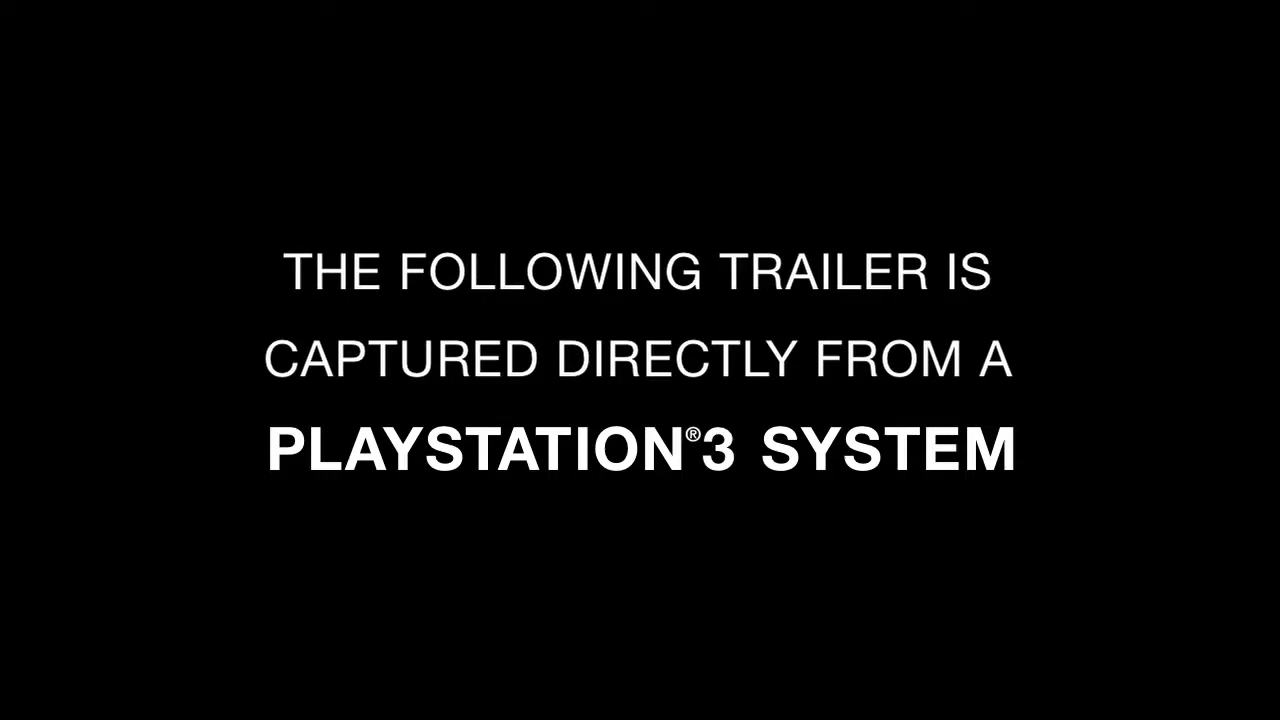 THE FOLLOWING TRAILER IS
CAPTURED DIRECTLY FROM A
PLAYSTATION®3 SYSTEM